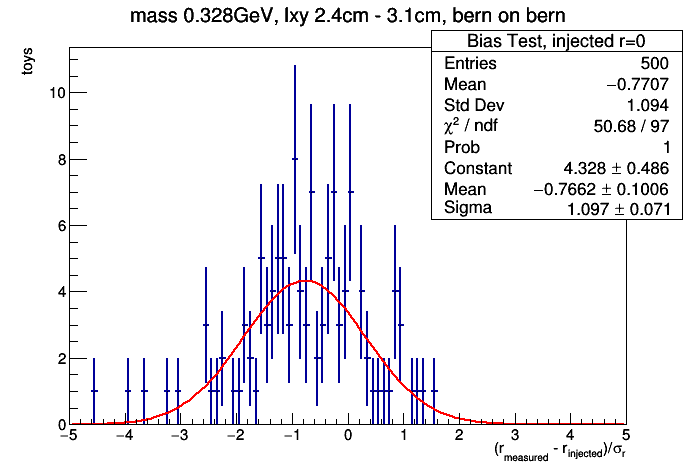 mass 0.328GeV, lxy 2.4cm - 3.1cm, bern on bern
toys
Bias Test, injected r=0
Entries 500
Mean −0.7707
Std Dev 1.094
χ² / ndf 50.68 / 97
Prob 1
Constant 4.328 ± 0.486
Mean −0.7662 ± 0.1006
Sigma 1.097 ± 0.071
10
8
6
4
2
0
−5 −4 −3 −2 −1 0 1 2 3 4 5
(r_measured - r_injected)/σ_r